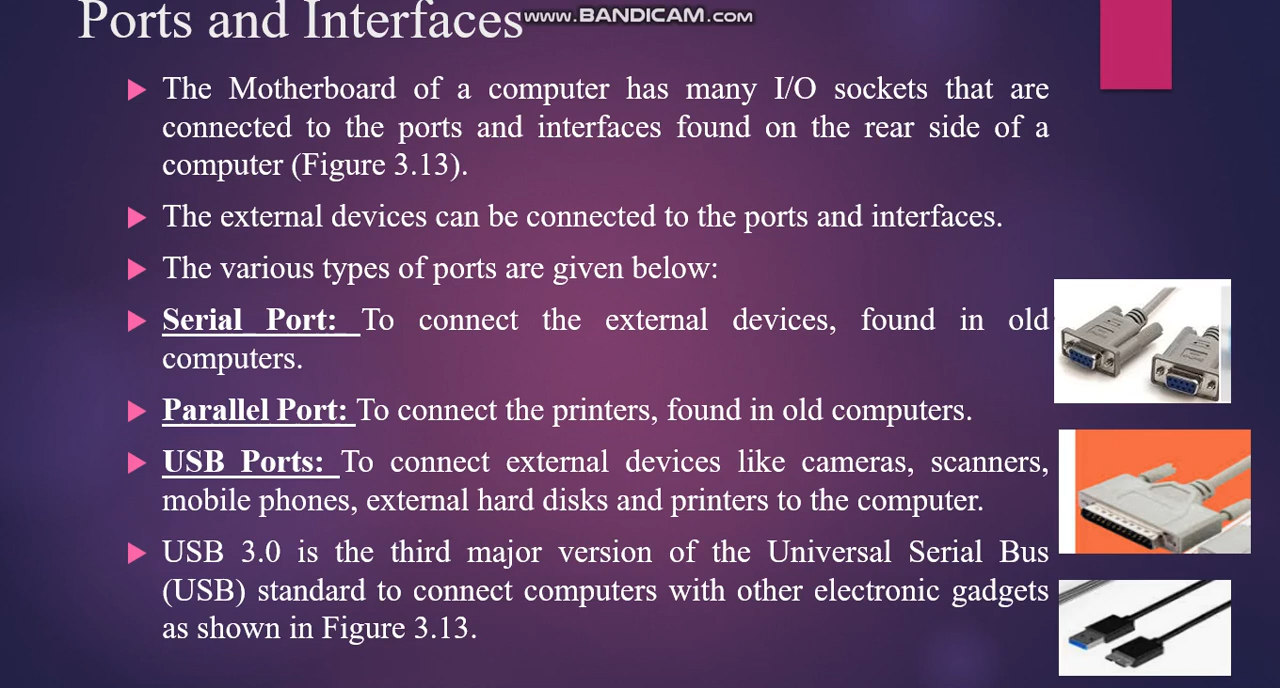 Ports and Interfaces
www.BANDICAM.com
The Motherboard of a computer has many I/O sockets that are
connected to the ports and interfaces found on the rear side of a
computer (Figure 3.13).
The external devices can be connected to the ports and interfaces.
The various types of ports are given below:
Serial Port: To connect the external devices, found in old
computers.
Parallel Port: To connect the printers, found in old computers.
USB Ports: To connect external devices like cameras, scanners,
mobile phones, external hard disks and printers to the computer.
USB 3.0 is the third major version of the Universal Serial Bus
(USB) standard to connect computers with other electronic gadgets
as shown in Figure 3.13.